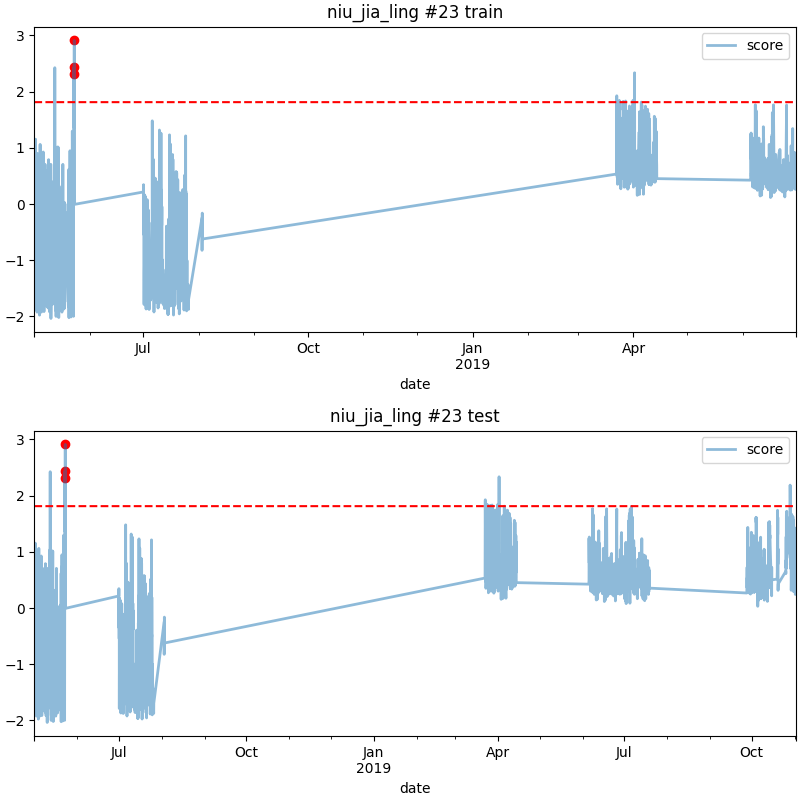 niu_jia_ling #23 train
score
3
2
1
0
−1
−2
Jul Oct Jan Apr
2019
date
niu_jia_ling #23 test
score
3
2
1
0
−1
−2
Jul Oct Jan Apr Jul Oct
2019
date